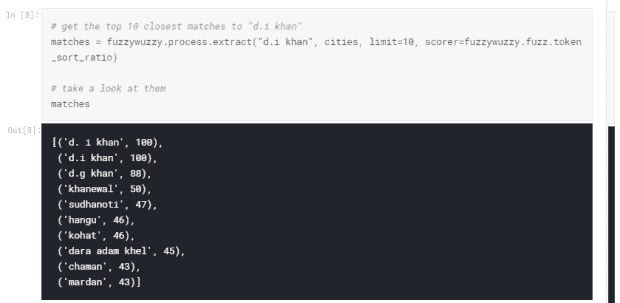 In [8]:
# get the top 10 closest matches to "d.i khan"
matches = fuzzywuzzy.process.extract("d.i khan", cities, limit=10, scorer=fuzzywuzzy.fuzz.token
_sort_ratio)
# take a look at them
matches
Out[8]:
[('d. i khan', 100),
('d.i khan', 100),
('d.g khan', 88),
('khanewal', 50),
('sudhanoti', 47),
('hangu', 46),
('kohat', 46),
('dara adam khel', 45),
('chaman', 43),
('mardan', 43)]